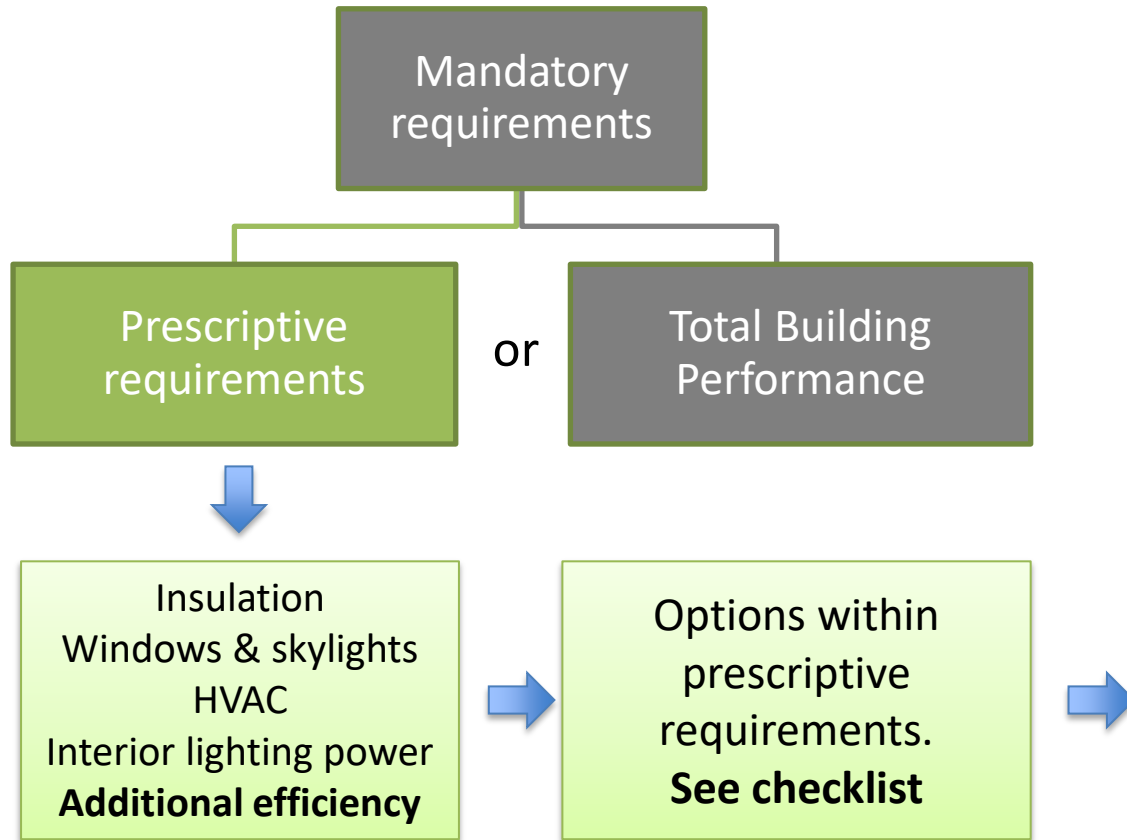 Mandatory
requirements
Prescriptive
requirements
or
Total Building
Performance
Insulation
Windows & skylights
HVAC
Interior lighting power
Additional efficiency
Options within
prescriptive
requirements.
See checklist